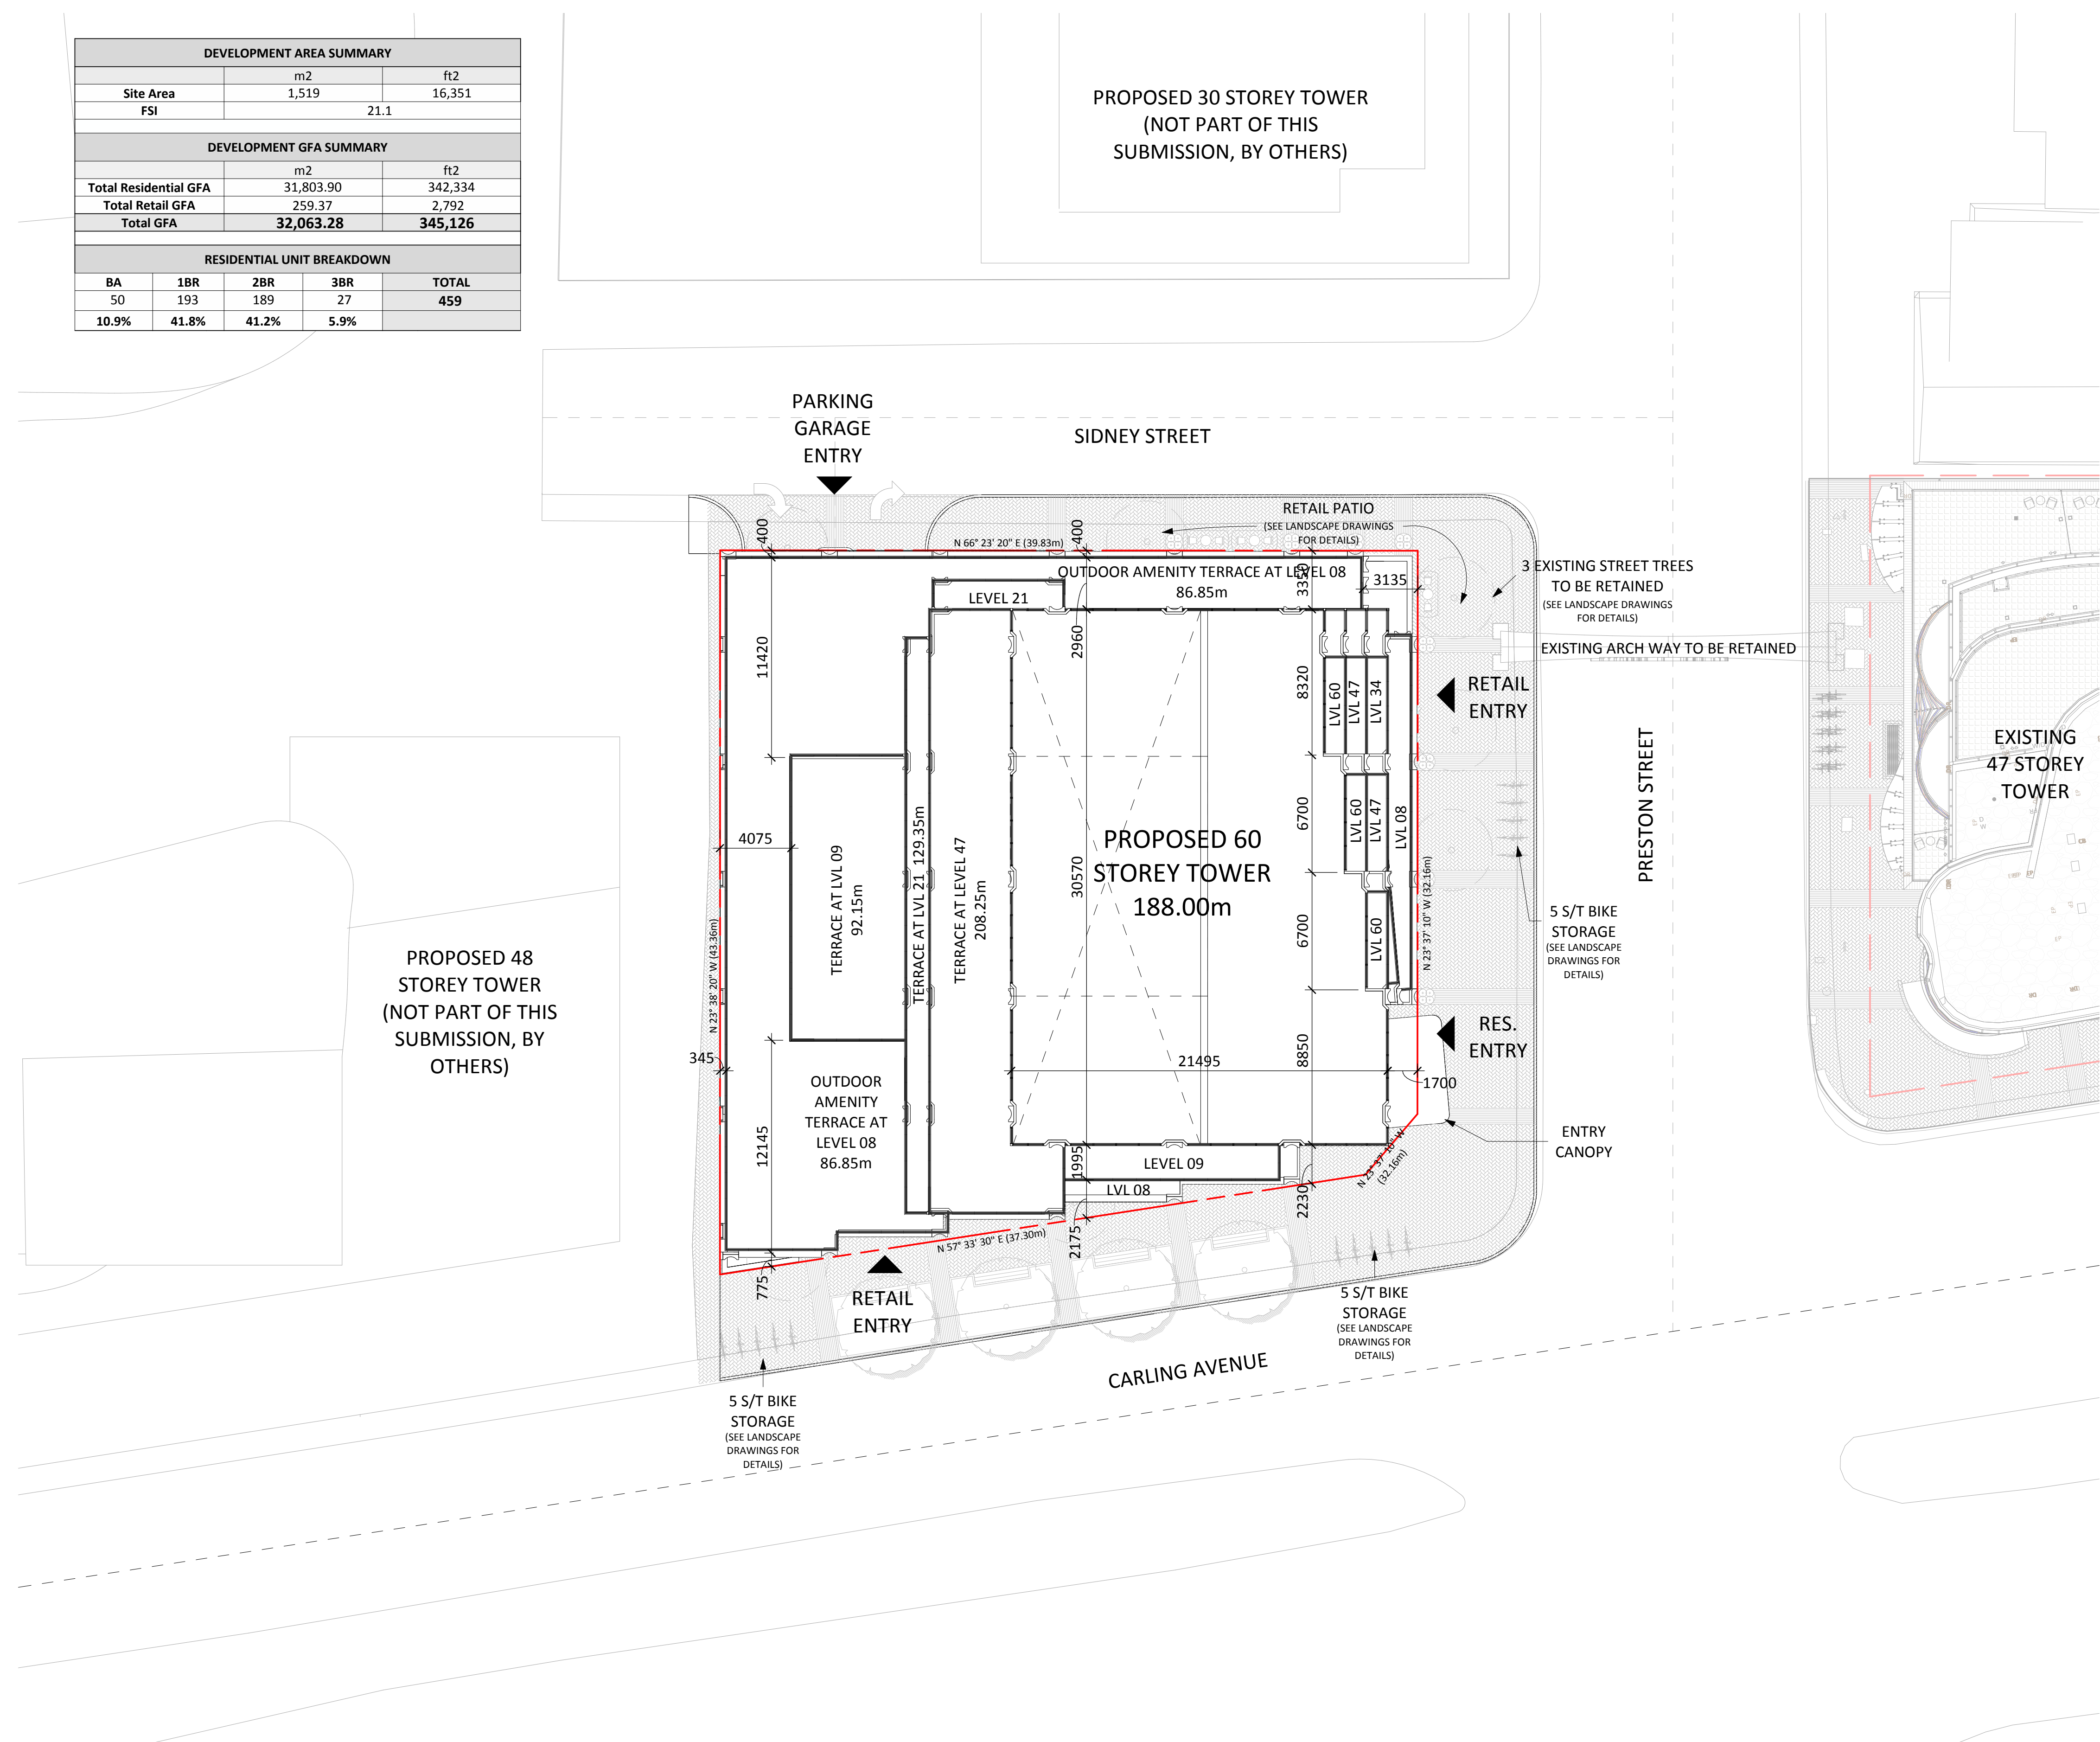 DEVELOPMENT AREA SUMMARY
m2 ft2
Site Area 1,519 16,351
FSI 21.1
DEVELOPMENT GFA SUMMARY
m2 ft2
Total Residential GFA 31,803.90 342,334
Total Retail GFA 259.37 2,792
Total GFA 32,063.28 345,126
RESIDENTIAL UNIT BREAKDOWN
BA 1BR 2BR 3BR TOTAL
50 193 189 27 459
10.9% 41.8% 41.2% 5.9%
PROPOSED 30 STOREY TOWER
(NOT PART OF THIS
SUBMISSION, BY OTHERS)
PARKING
GARAGE
ENTRY
SIDNEY STREET
RETAIL PATIO
(SEE LANDSCAPE DRAWINGS
FOR DETAILS)
400
N 66° 23' 20" E (39.83m)
400
OUTDOOR AMENITY TERRACE AT LEVEL 08
86.85m
3350
3135
3 EXISTING STREET TREES
TO BE RETAINED
(SEE LANDSCAPE DRAWINGS
FOR DETAILS)
LEVEL 21
11420
2960
EXISTING ARCH WAY TO BE RETAINED
8320
LVL 60
LVL 47
LVL 34
RETAIL
ENTRY
PRESTON STREET
EXISTING
47 STOREY
TOWER
4075
TERRACE AT LVL 09
92.15m
TERRACE AT LVL 21 129.35m
TERRACE AT LEVEL 47
208.25m
30570
PROPOSED 60
STOREY TOWER
188.00m
6700
LVL 60
LVL 47
LVL 08
6700
LVL 60
N 23° 37' 10" W (32.16m)
5 S/T BIKE
STORAGE
(SEE LANDSCAPE
DRAWINGS FOR
DETAILS)
PROPOSED 48
STOREY TOWER
(NOT PART OF THIS
SUBMISSION, BY
OTHERS)
N 23° 38' 20" W (43.36m)
345
OUTDOOR
AMENITY
TERRACE AT
LEVEL 08
86.85m
21495
8850
RES.
ENTRY
1700
ENTRY
CANOPY
12145
1995
LEVEL 09
LVL 08
N 23° 37' 10" W
(32.16m)
2230
2175
N 57° 33' 30" E (37.30m)
775
RETAIL
ENTRY
5 S/T BIKE
STORAGE
(SEE LANDSCAPE
DRAWINGS FOR
DETAILS)
CARLING AVENUE
5 S/T BIKE
STORAGE
(SEE LANDSCAPE
DRAWINGS FOR
DETAILS)